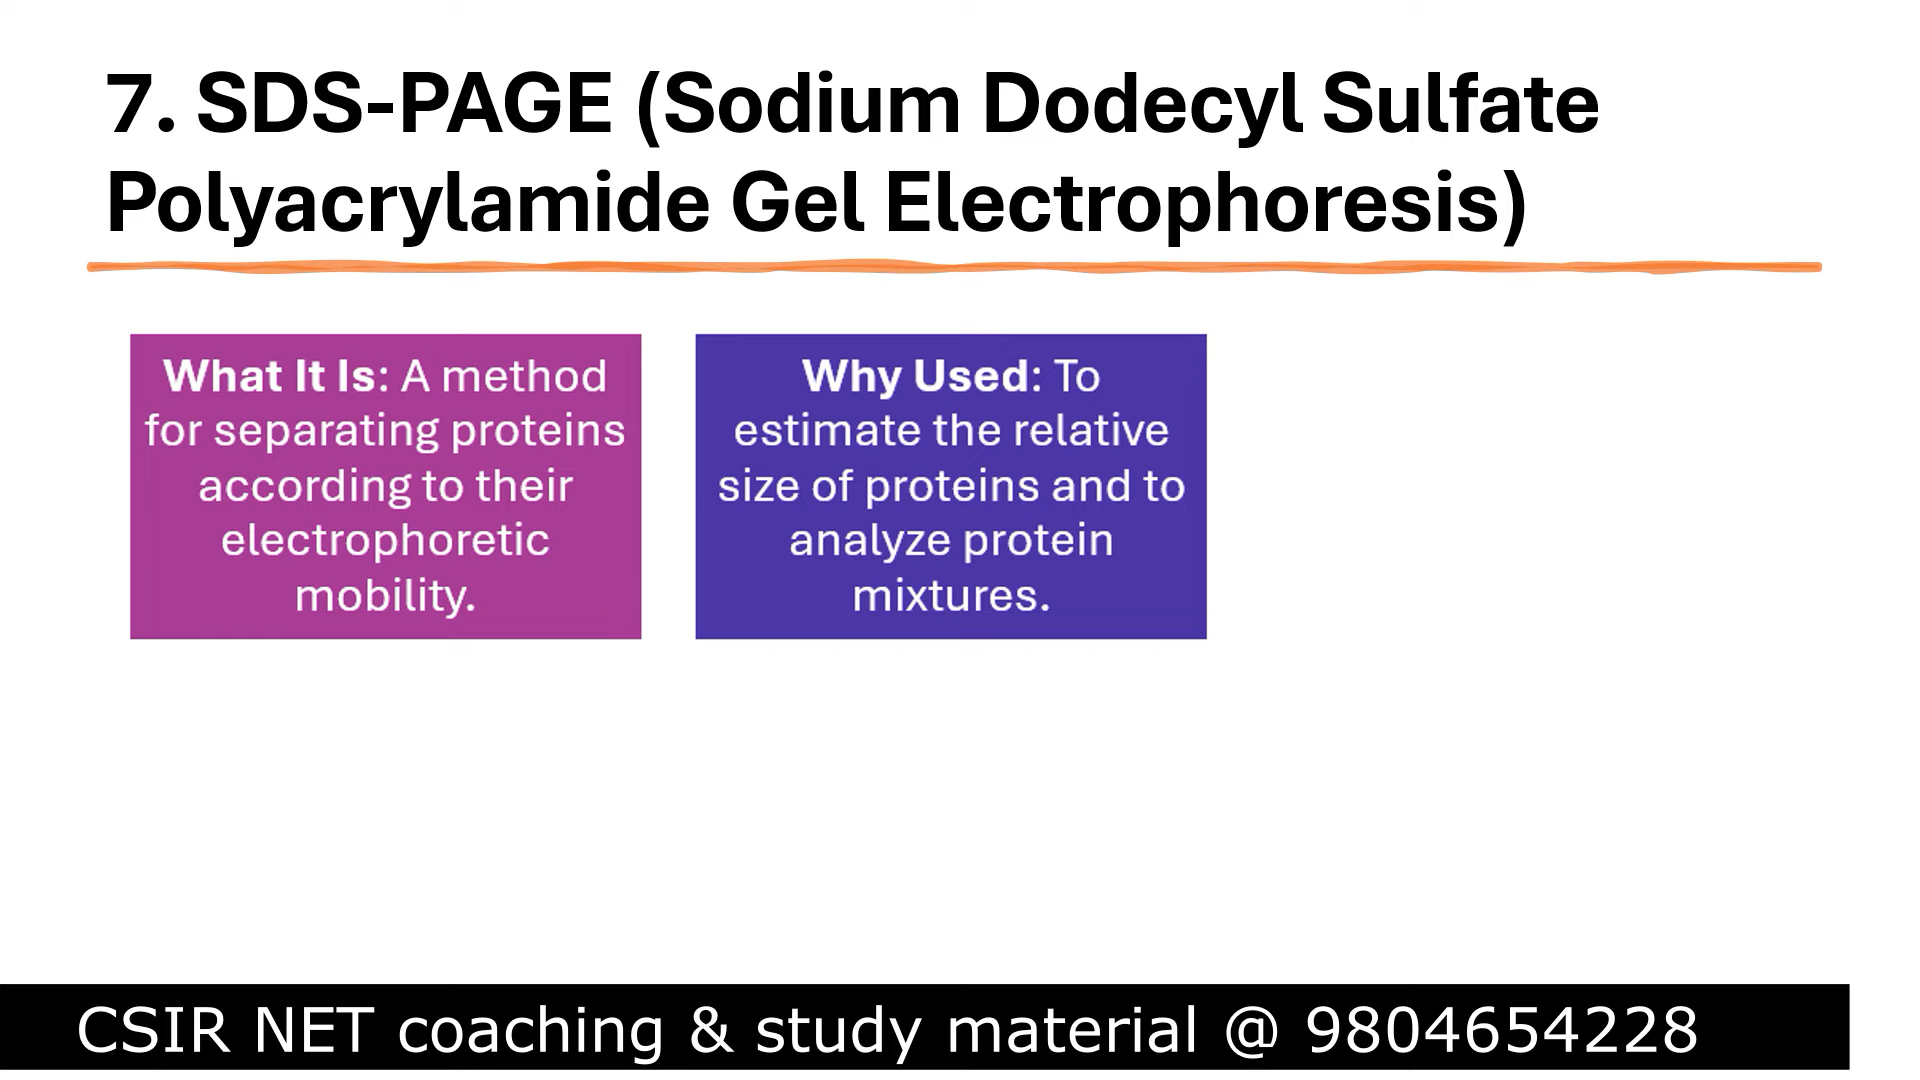 7. SDS-PAGE (Sodium Dodecyl Sulfate
Polyacrylamide Gel Electrophoresis)
What It Is: A method
for separating proteins
according to their
electrophoretic
mobility.
Why Used: To
estimate the relative
size of proteins and to
analyze protein
mixtures.
CSIR NET coaching & study material @ 9804654228